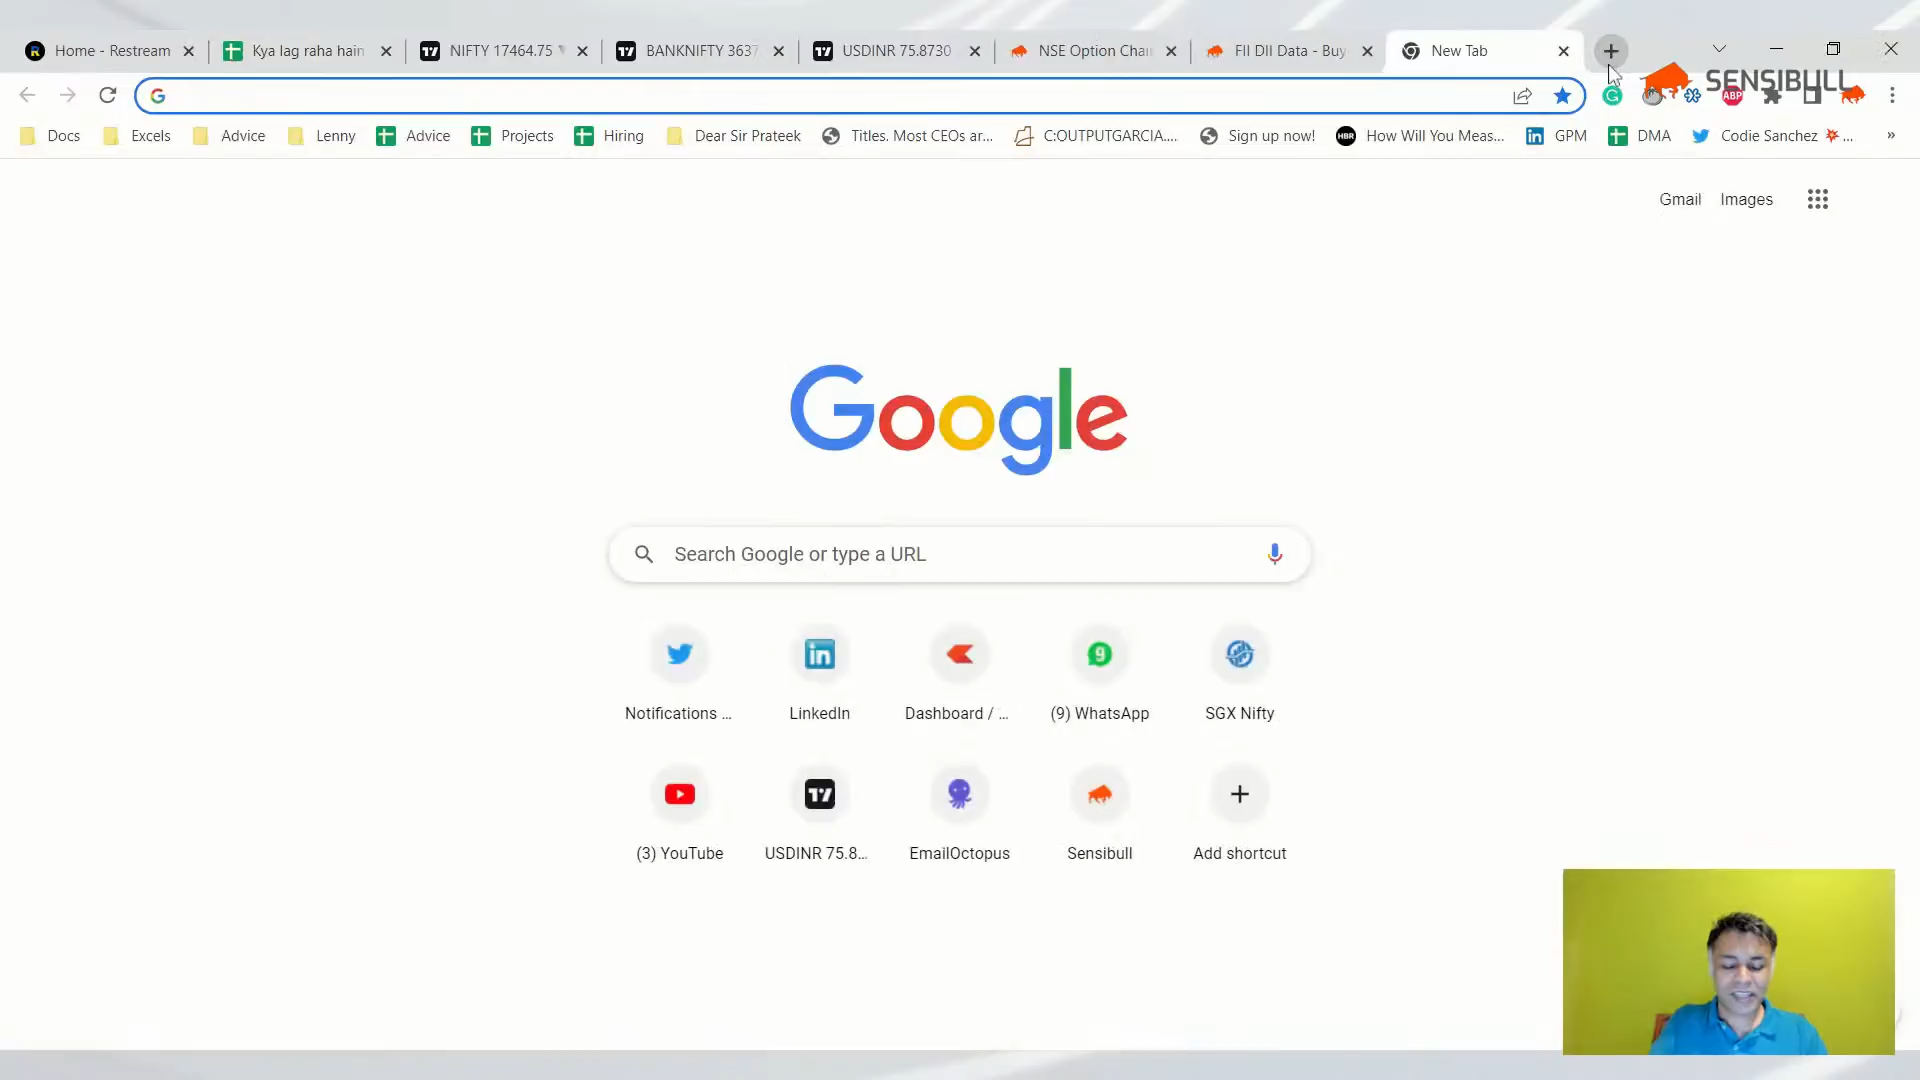 Home - Restream
Kya lag raha hain
NIFTY 17464.75
BANKNIFTY 3637
USDINR 75.8730
NSE Option Chai
FII DII Data - Buy
New Tab
SENSIBULL
ABP
Docs
Excels
Advice
Lenny
Advice
Projects
Hiring
Dear Sir Prateek
Titles. Most CEOs ar...
C:OUTPUTGARCIA....
Sign up now!
HBR
How Will You Meas...
GPM
DMA
Codie Sanchez
...
Gmail
Images
Google
Search Google or type a URL
Notifications ...
LinkedIn
Dashboard / ...
(9) WhatsApp
SGX Nifty
(3) YouTube
USDINR 75.8...
EmailOctopus
Sensibull
Add shortcut